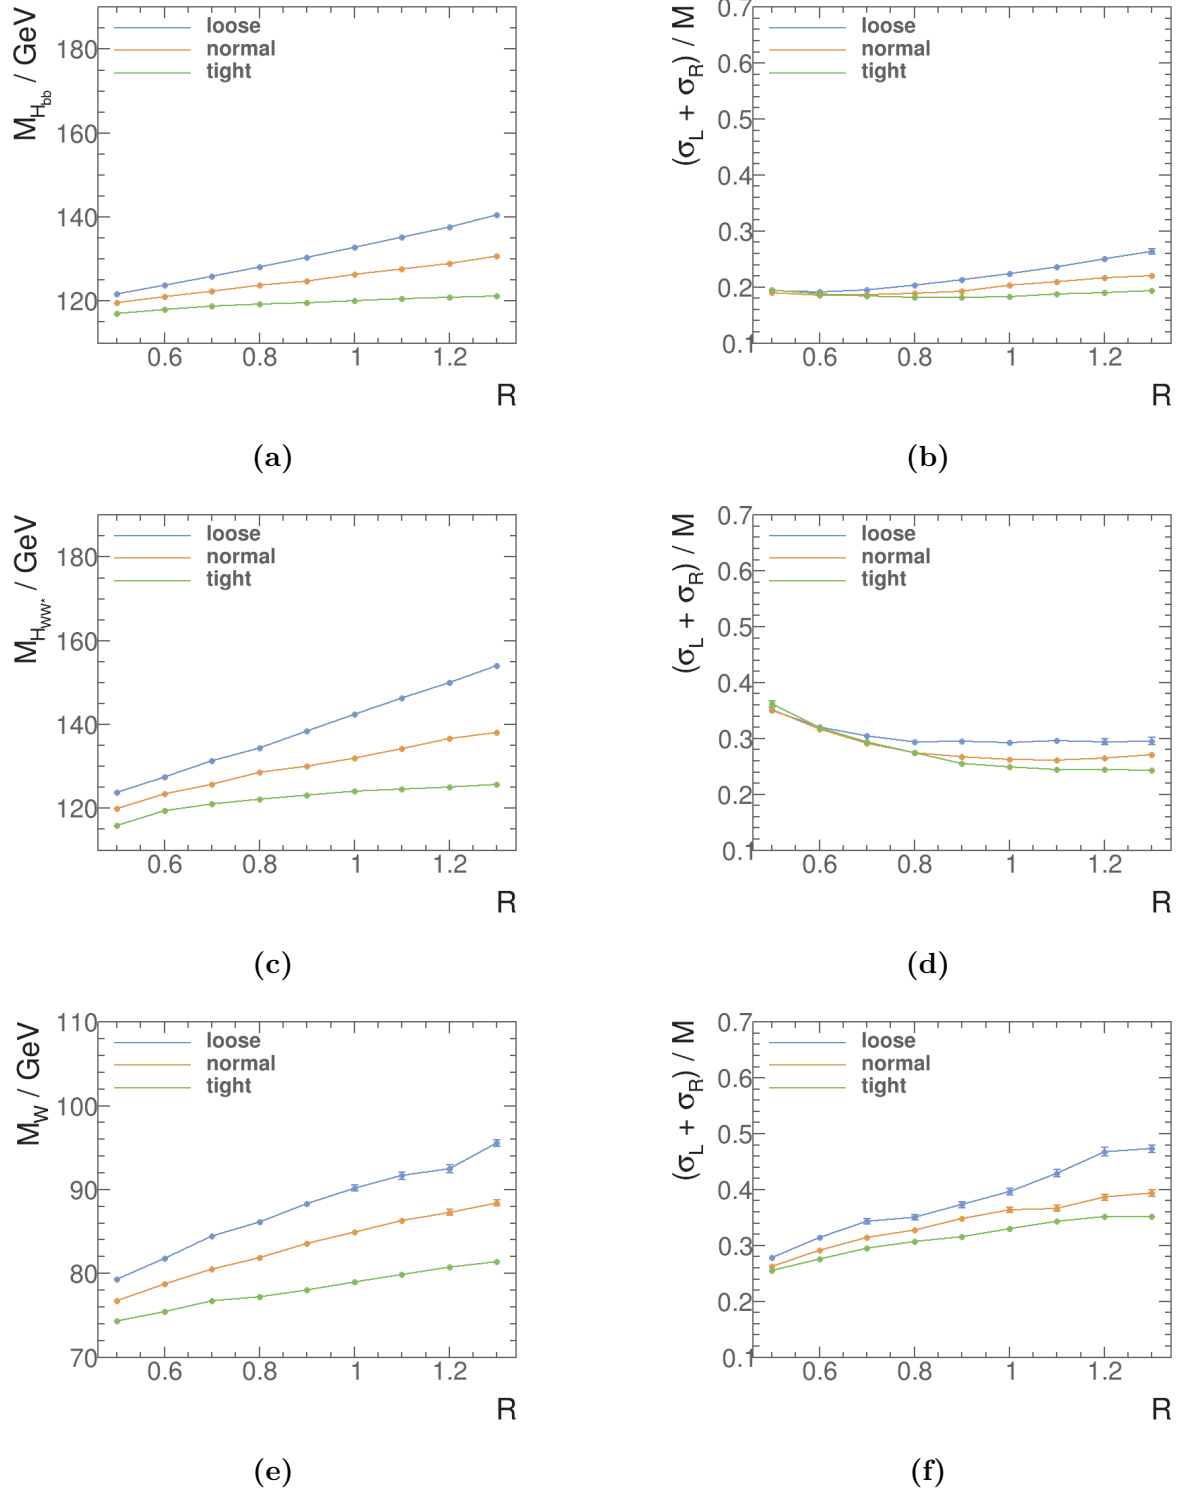 M_{H_{bb}} / GeV
180
160
140
120
loose
normal
tight
0.6 0.8 1 1.2
R
(a)
(σ_L + σ_R) / M
0.7
0.6
0.5
0.4
0.3
0.2
0.1
loose
normal
tight
0.6 0.8 1 1.2
R
(b)
M_{H_{WW*}} / GeV
180
160
140
120
loose
normal
tight
0.6 0.8 1 1.2
R
(c)
(σ_L + σ_R) / M
0.7
0.6
0.5
0.4
0.3
0.2
0.1
loose
normal
tight
0.6 0.8 1 1.2
R
(d)
M_W / GeV
110
100
90
80
70
loose
normal
tight
0.6 0.8 1 1.2
R
(e)
(σ_L + σ_R) / M
0.7
0.6
0.5
0.4
0.3
0.2
0.1
loose
normal
tight
0.6 0.8 1 1.2
R
(f)